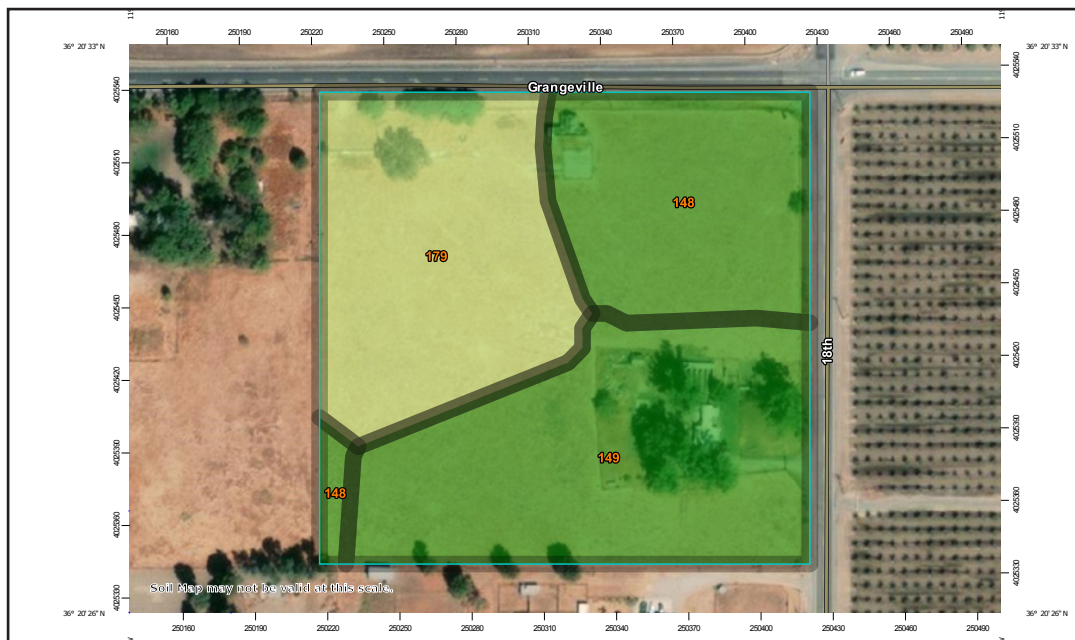 250160 250190 250220 250250 250280 250310 250340 250370 250400 250430 250460 250490
36° 20' 33'' 36° 20' 33''
4025540 4025540
Grangeville
4025510 4025510
148
4025480 4025480
179
4025450 4025450
18th
4025420 4025420
4025390 4025390
149
148
4025360 4025360
4025330 4025330
Soil Map may not be valid at this scale.
36° 20' 26'' 36° 20' 26''
250160 250190 250220 250250 250280 250310 250340 250370 250400 250430 250460 250490